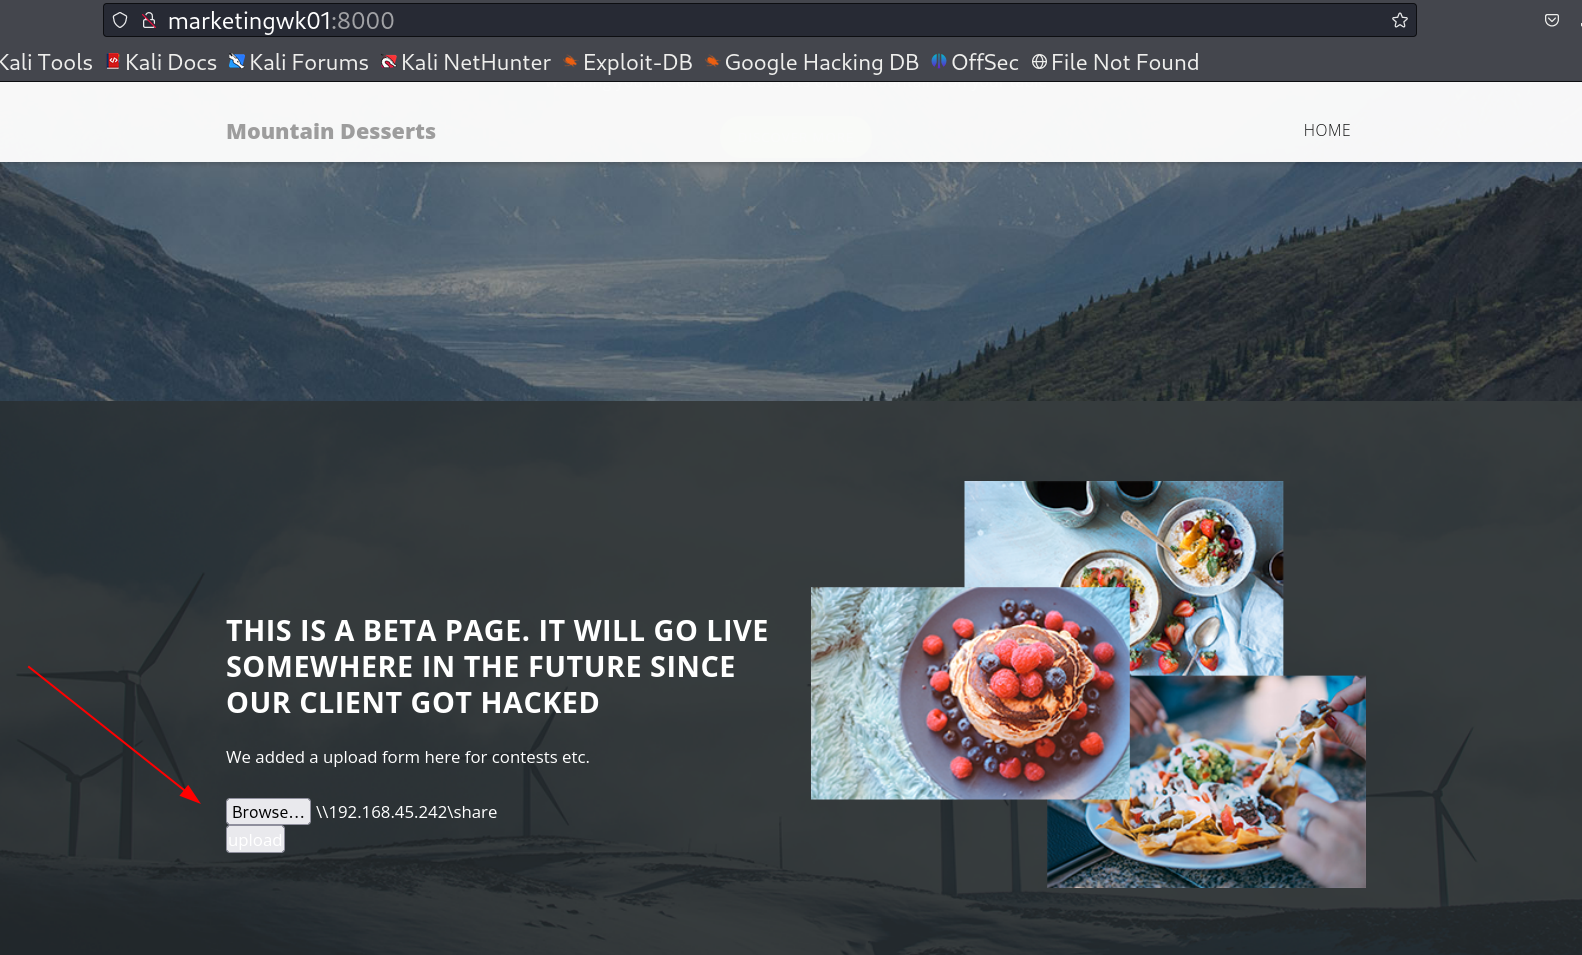 marketingwk01:8000
Kali Tools Kali Docs Kali Forums Kali NetHunter Exploit-DB Google Hacking DB OffSec File Not Found
Mountain Desserts HOME
THIS IS A BETA PAGE. IT WILL GO LIVE
SOMEWHERE IN THE FUTURE SINCE
OUR CLIENT GOT HACKED
We added a upload form here for contests etc.
Browse... \\192.168.45.242\share
upload